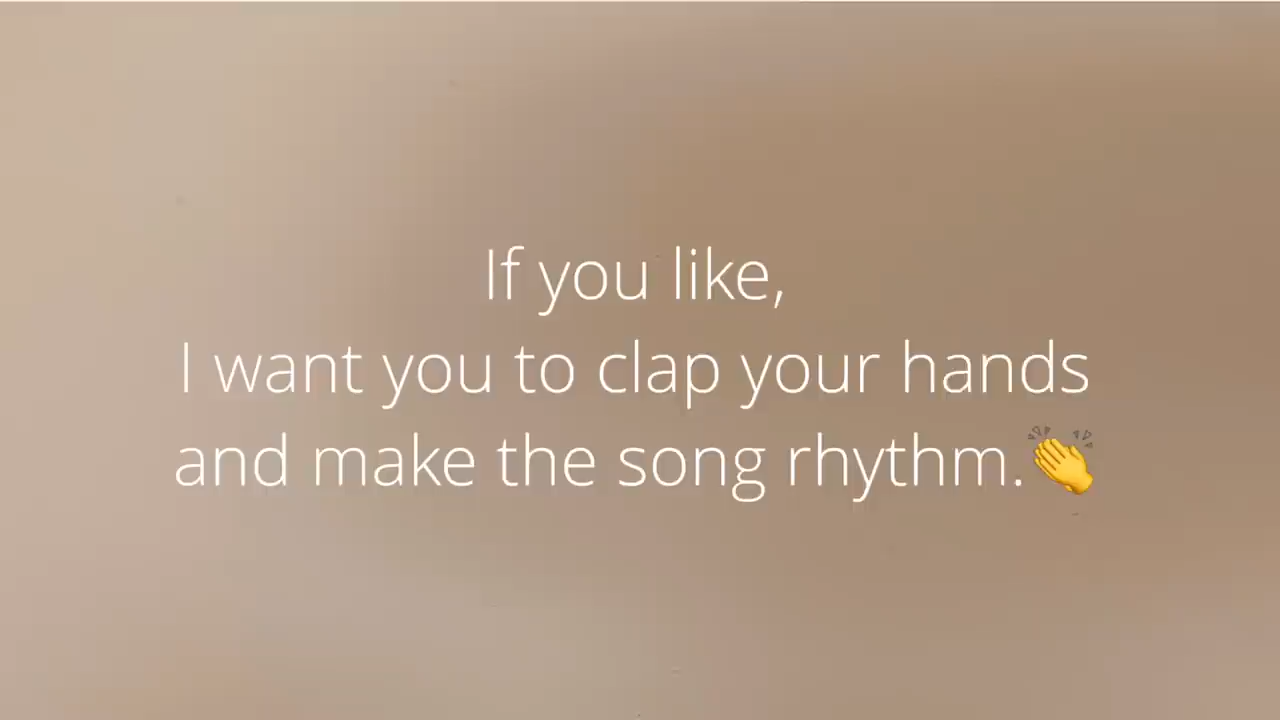 If you like,
I want you to clap your hands
and make the song rhythm.👏